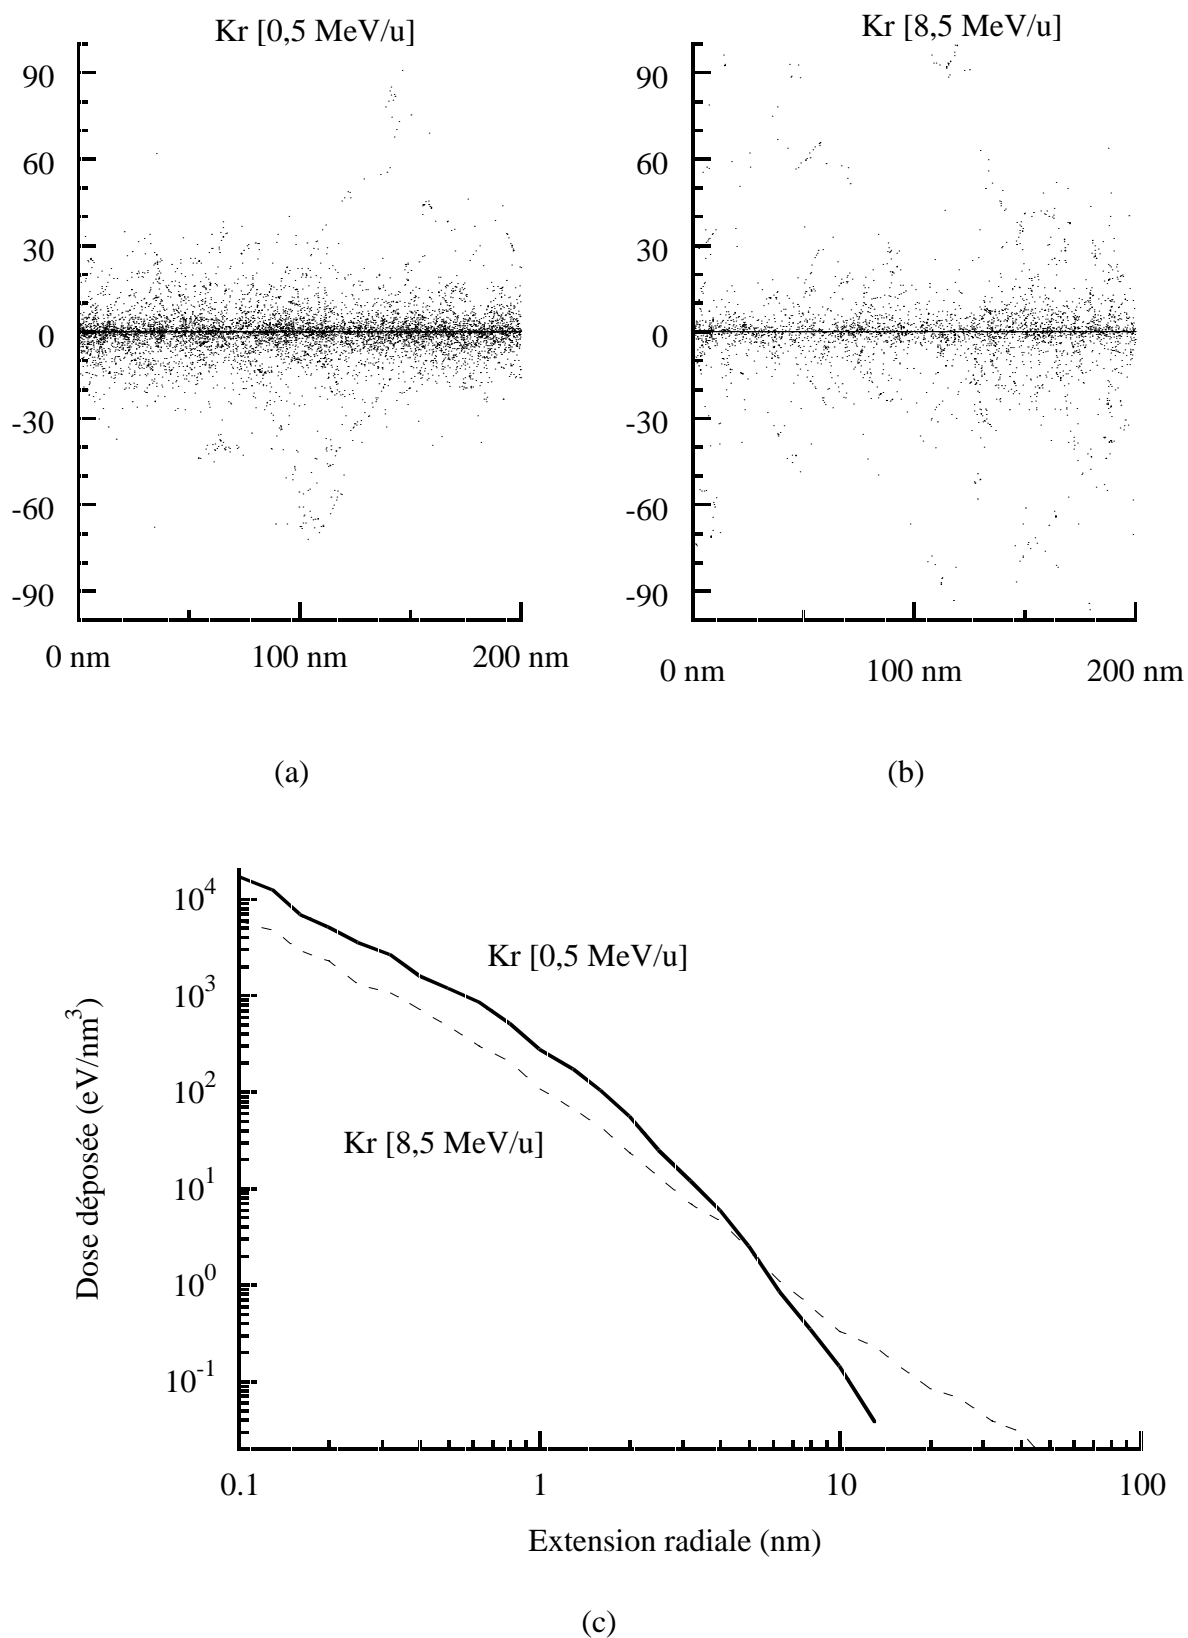 Kr [0,5 MeV/u]
90
60
30
0
-30
-60
-90
0 nm
100 nm
200 nm
(a)
Kr [8,5 MeV/u]
90
60
30
0
-30
-60
-90
0 nm
100 nm
200 nm
(b)
Dose déposée (eV/nm³)
10⁴
10³
10²
10¹
10⁰
10⁻¹
Kr [0,5 MeV/u]
Kr [8,5 MeV/u]
0.1
1
10
100
Extension radiale (nm)
(c)